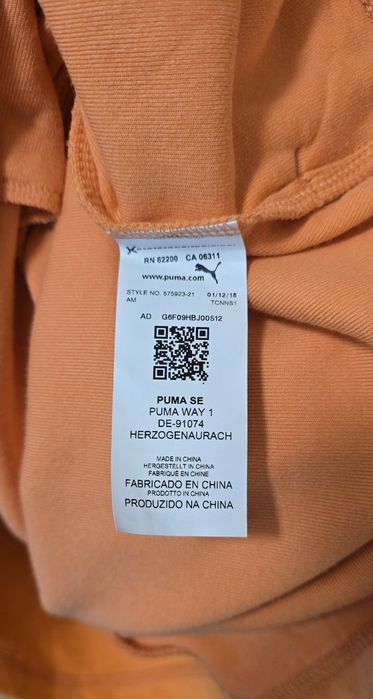 RN 62200 CA 06311
www.puma.com
STYLE NO. 575923-21 01/12/18
AM TCNNS1
AD G6F09HBJ00512
PUMA SE
PUMA WAY 1
DE-91074
HERZOGENAURACH
MADE IN CHINA
HERGESTELLT IN CHINA
FABRIQUÉ EN CHINE
FABRICADO EN CHINA
PRODOTTO IN CHINA
PRODUZIDO NA CHINA